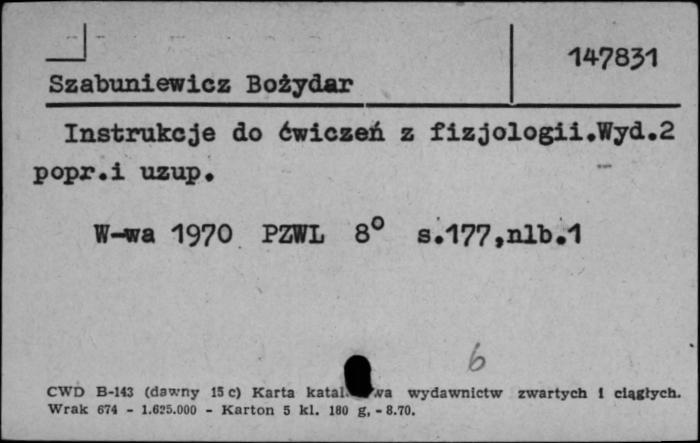 147831
Szabuniewicz Bożydar
Instrukcje do ćwiczeń z fizjologii.Wyd.2
popr.i uzup.
W-wa 1970 PZWL 8° s.177,nlb.1
6
CWD B-143 (dawny 15 c) Karta katal wa wydawnictw zwartych i ciągłych.
Wrak 674 - 1.625.000 - Karton 5 kl. 180 g, - 8.70.